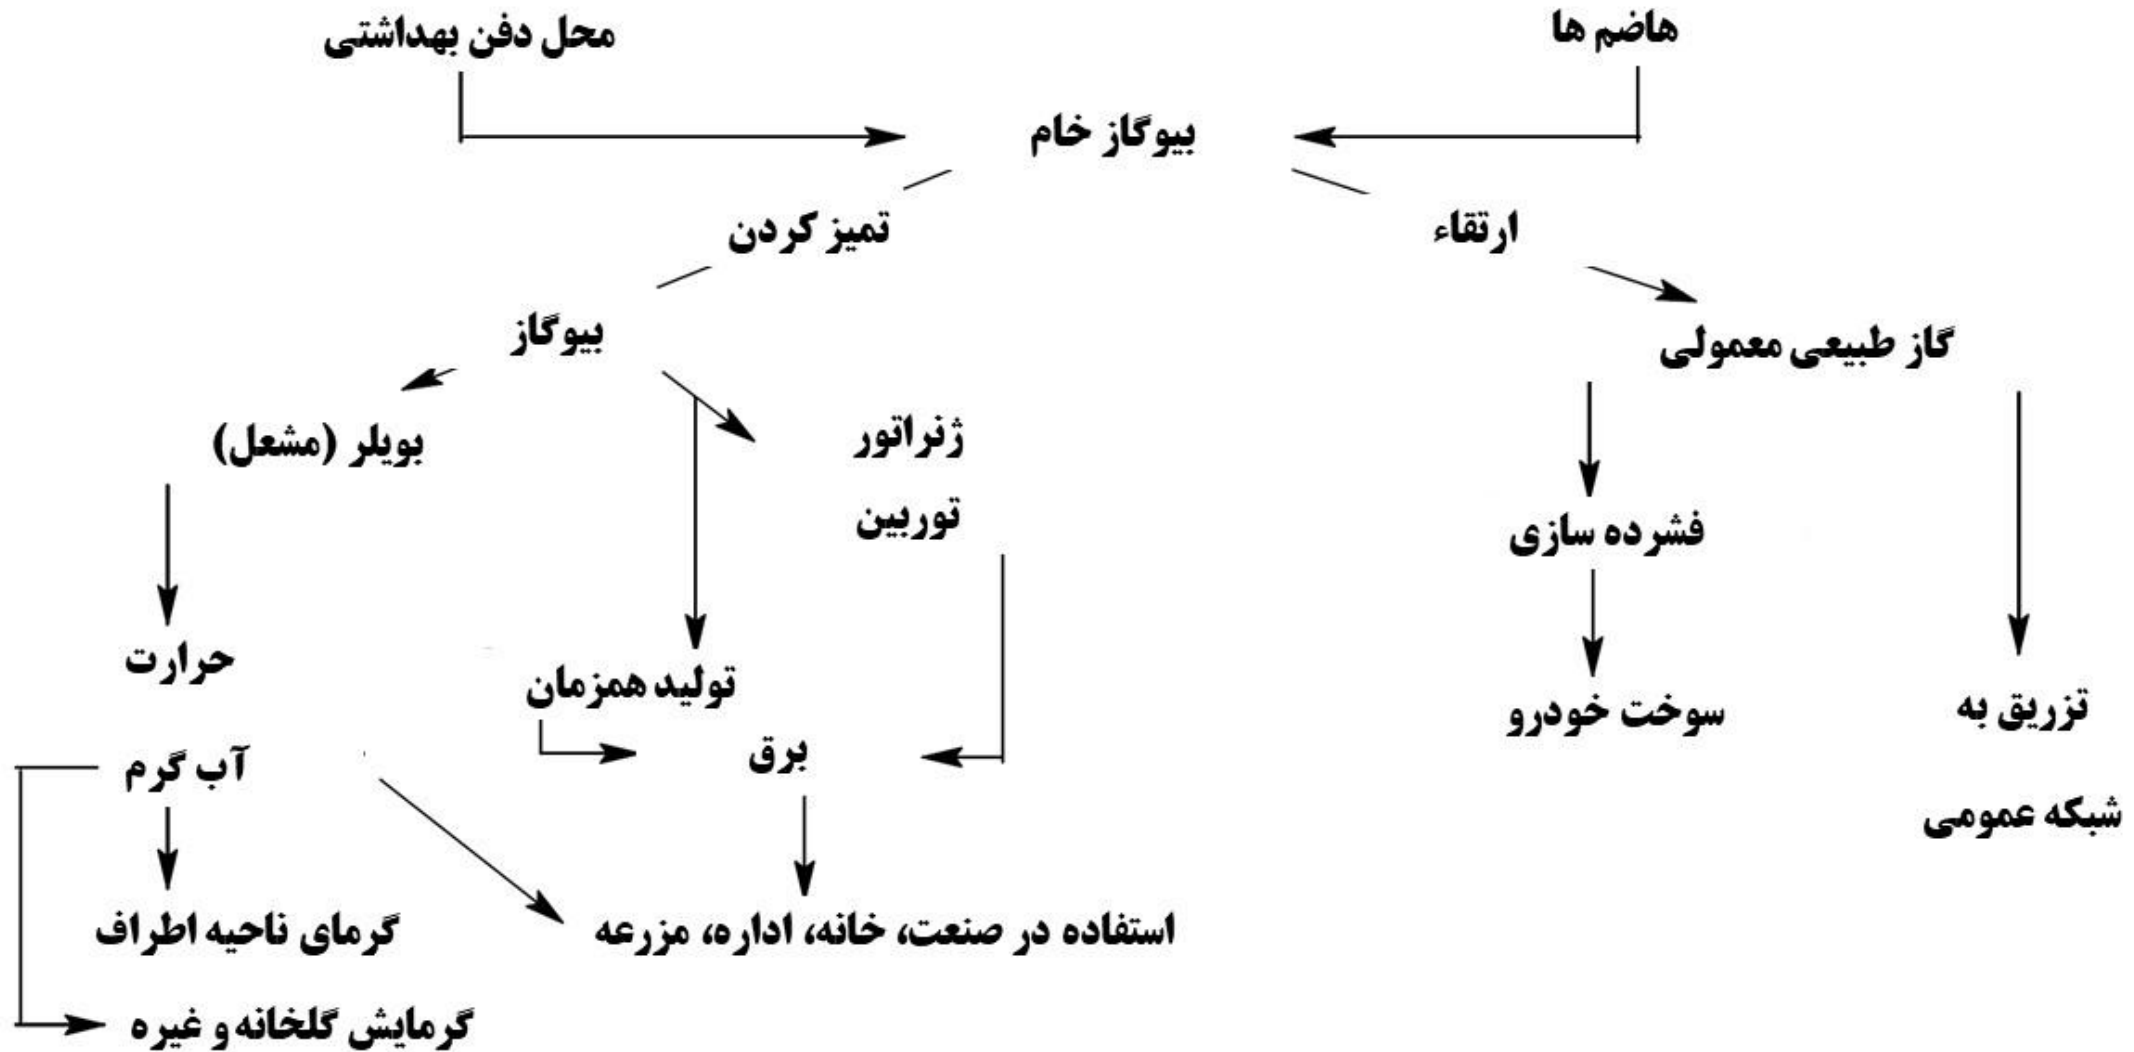 هاضم ها
محل دفن بهداشتی
بیوگاز خام
ارتقاء
تمیز کردن
بیوگاز
گاز طبیعی معمولی
بویلر (مشعل)
ژنراتور
توربین
فشرده سازی
حرارت
تولید همزمان
سوخت خودرو
تزریق به
شبکه عمومی
برق
آب گرم
استفاده در صنعت، خانه، اداره، مزرعه
گرمای ناحیه اطراف
گرمایش گلخانه و غیره